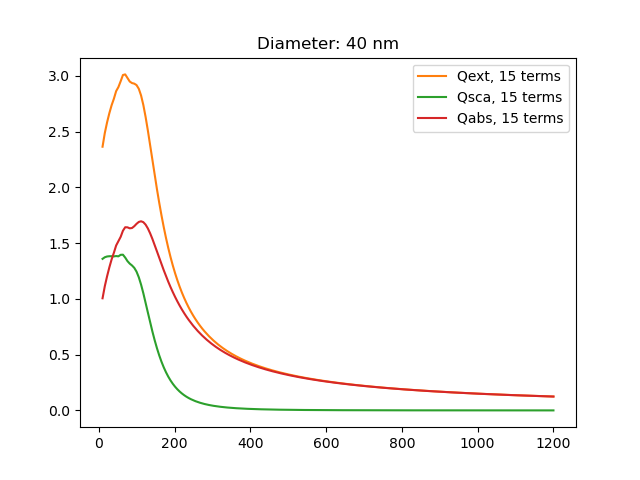 Diameter: 40 nm
Qext, 15 terms
Qsca, 15 terms
Qabs, 15 terms
3.0
2.5
2.0
1.5
1.0
0.5
0.0
0 200 400 600 800 1000 1200